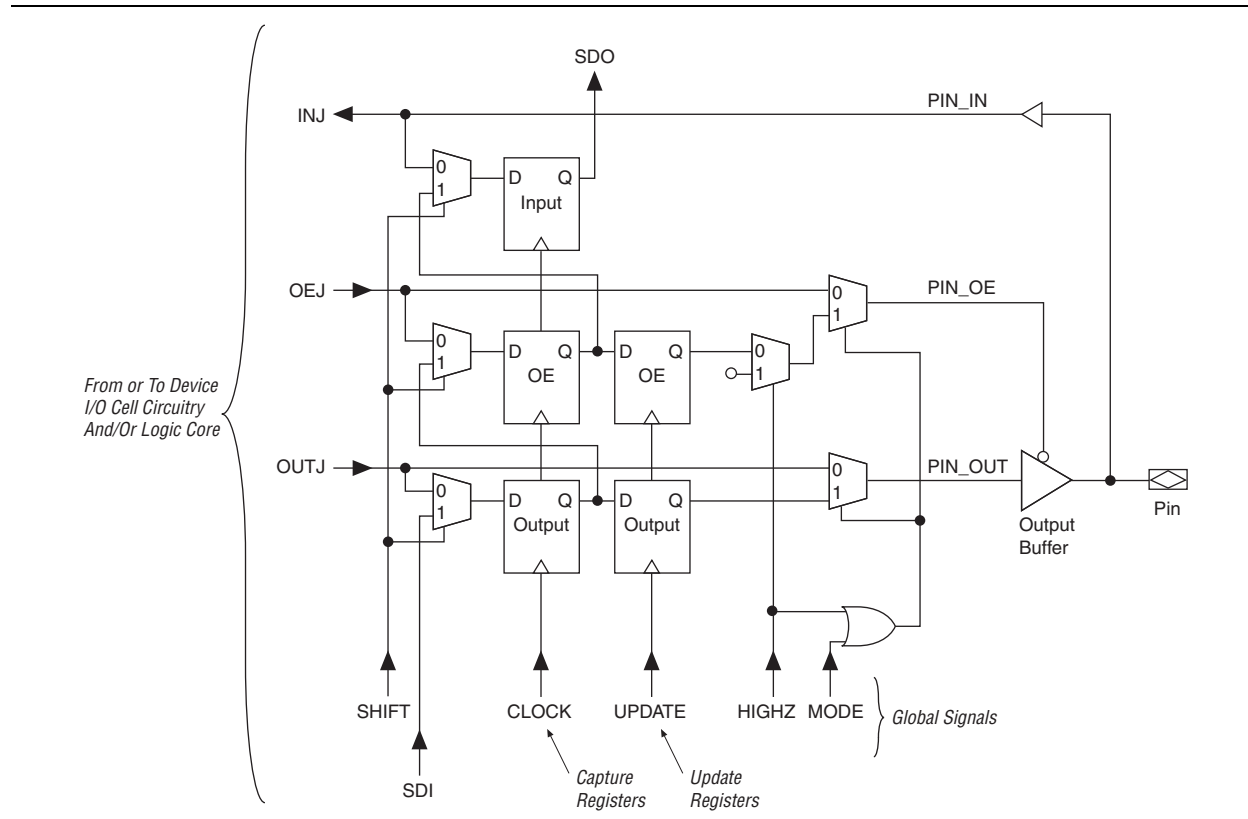 SDO
INJ
PIN_IN
0
1
D Q
Input
OEJ
0
1
PIN_OE
0
1
D Q
OE
D Q
OE
0
1
From or To Device
I/O Cell Circuitry
And/Or Logic Core
OUTJ
0
1
PIN_OUT
0
1
D Q
Output
D Q
Output
Pin
Output
Buffer
SHIFT
CLOCK
UPDATE
HIGHZ
MODE
Global Signals
SDI
Capture
Registers
Update
Registers